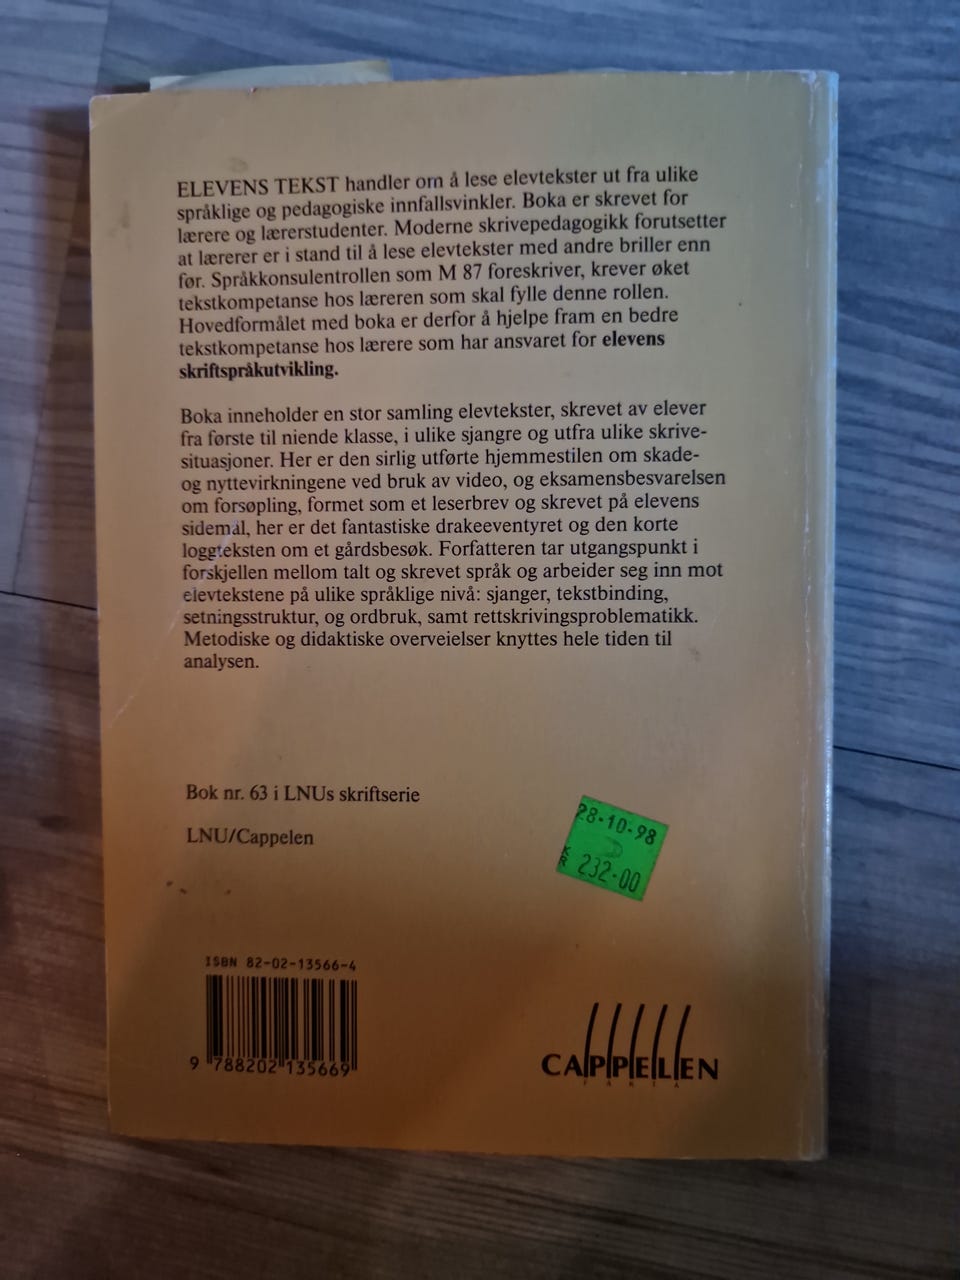 ELEVENS TEKST handler om å lese elevtekster ut fra ulike
språklige og pedagogiske innfallsvinkler. Boka er skrevet for
lærere og lærerstudenter. Moderne skrivepedagogikk forutsetter
at lærerer er i stand til å lese elevtekster med andre briller enn
før. Språkkonsulentrollen som M 87 foreskriver, krever øket
tekstkompetanse hos læreren som skal fylle denne rollen.
Hovedformålet med boka er derfor å hjelpe fram en bedre
tekstkompetanse hos lærere som har ansvaret for elevens
skriftspråkutvikling.
Boka inneholder en stor samling elevtekster, skrevet av elever
fra første til niende klasse, i ulike sjangre og utfra ulike skrive-
situasjoner. Her er den sirlig utførte hjemmestilen om skade-
og nyttevirkningene ved bruk av video, og eksamensbesvarelsen
om forsøpling, formet som et leserbrev og skrevet på elevens
sidemål, her er det fantastiske drakeeventyret og den korte
loggteksten om et gårdsbesøk. Forfatteren tar utgangspunkt i
forskjellen mellom talt og skrevet språk og arbeider seg inn mot
elevtekstene på ulike språklige nivå: sjanger, tekstbinding,
setningsstruktur, og ordbruk, samt rettskrivingsproblematikk.
Metodiske og didaktiske overveielser knyttes hele tiden til
analysen.
Bok nr. 63 i LNUs skriftserie
LNU/Cappelen
28-10-98
KR 232-00
ISBN 82-02-13566-4
9 788202 135669
CAPPELEN
FAKTA